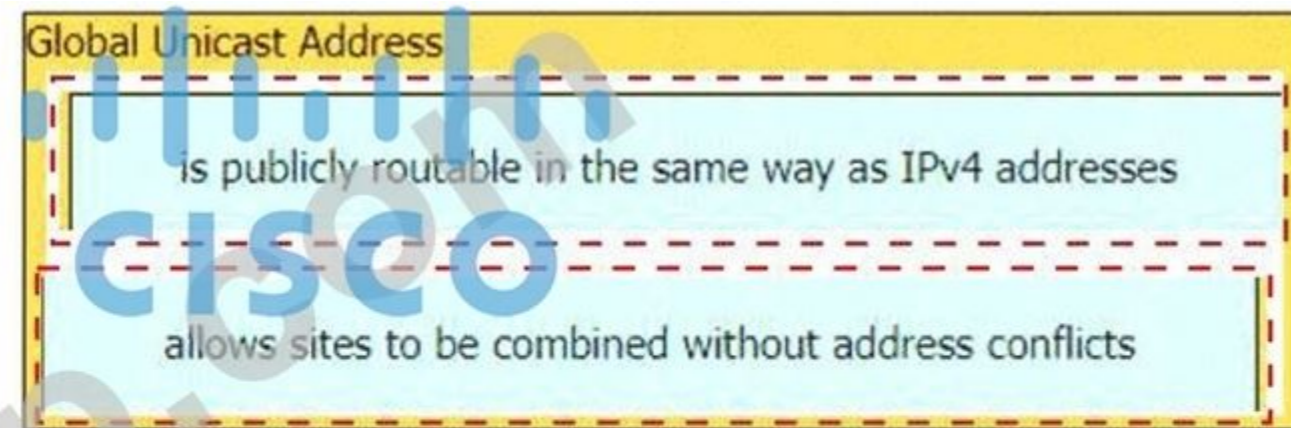 Global Unicast Address
is publicly routable in the same way as IPv4 addresses
CISCO
allows sites to be combined without address conflicts